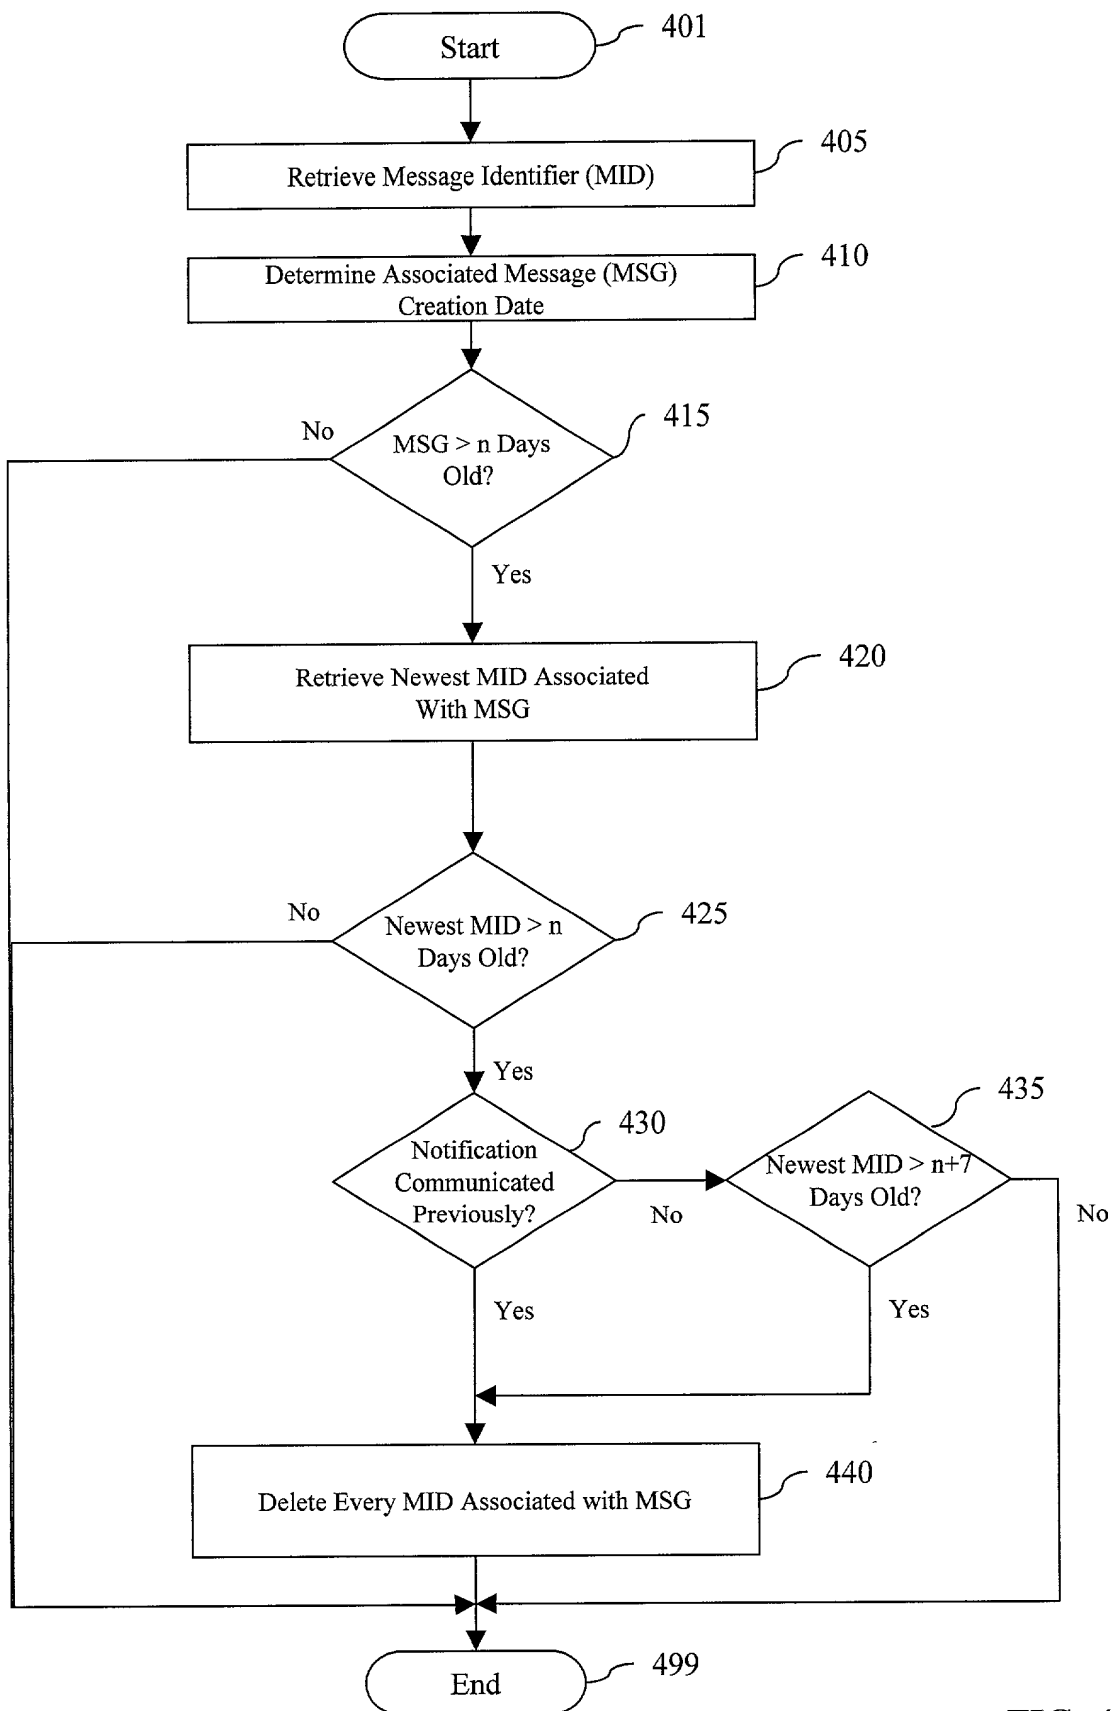 Start
401
405
Retrieve Message Identifier (MID)
410
Determine Associated Message (MSG)
Creation Date
415
No
MSG > n Days
Old?
Yes
420
Retrieve Newest MID Associated
With MSG
No
425
Newest MID > n
Days Old?
Yes
430
435
Notification
Communicated
Previously?
Newest MID > n+7
Days Old?
No
No
Yes
Yes
440
Delete Every MID Associated with MSG
End
499